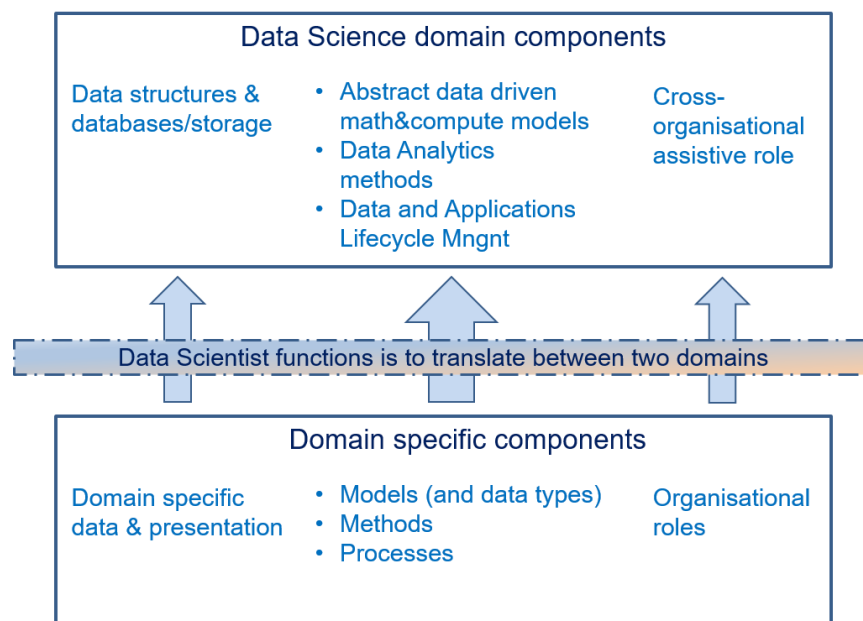 Data Science domain components
Data structures &
databases/storage
• Abstract data driven
math&compute models
• Data Analytics
methods
• Data and Applications
Lifecycle Mngnt
Cross-
organisational
assistive role
Data Scientist functions is to translate between two domains
Domain specific components
Domain specific
data & presentation
• Models (and data types)
• Methods
• Processes
Organisational
roles